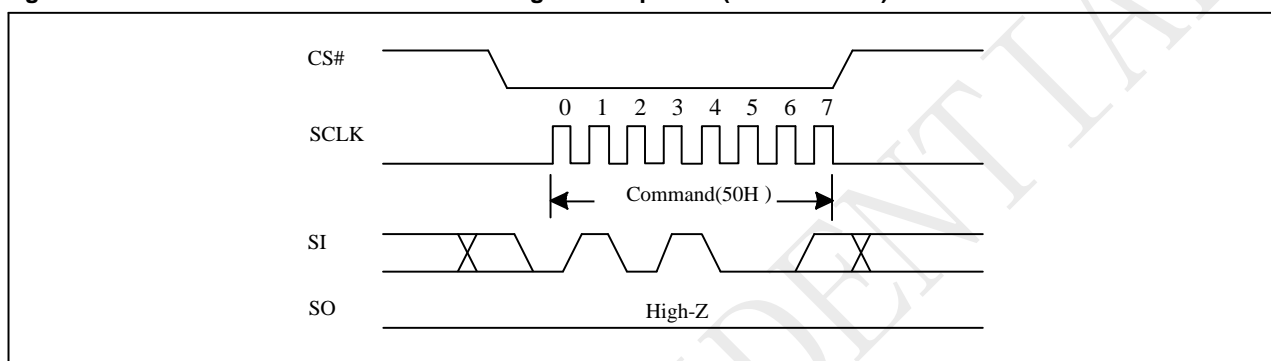 CS#
0 1 2 3 4 5 6 7
SCLK
Command(50H )
SI
SO
High-Z